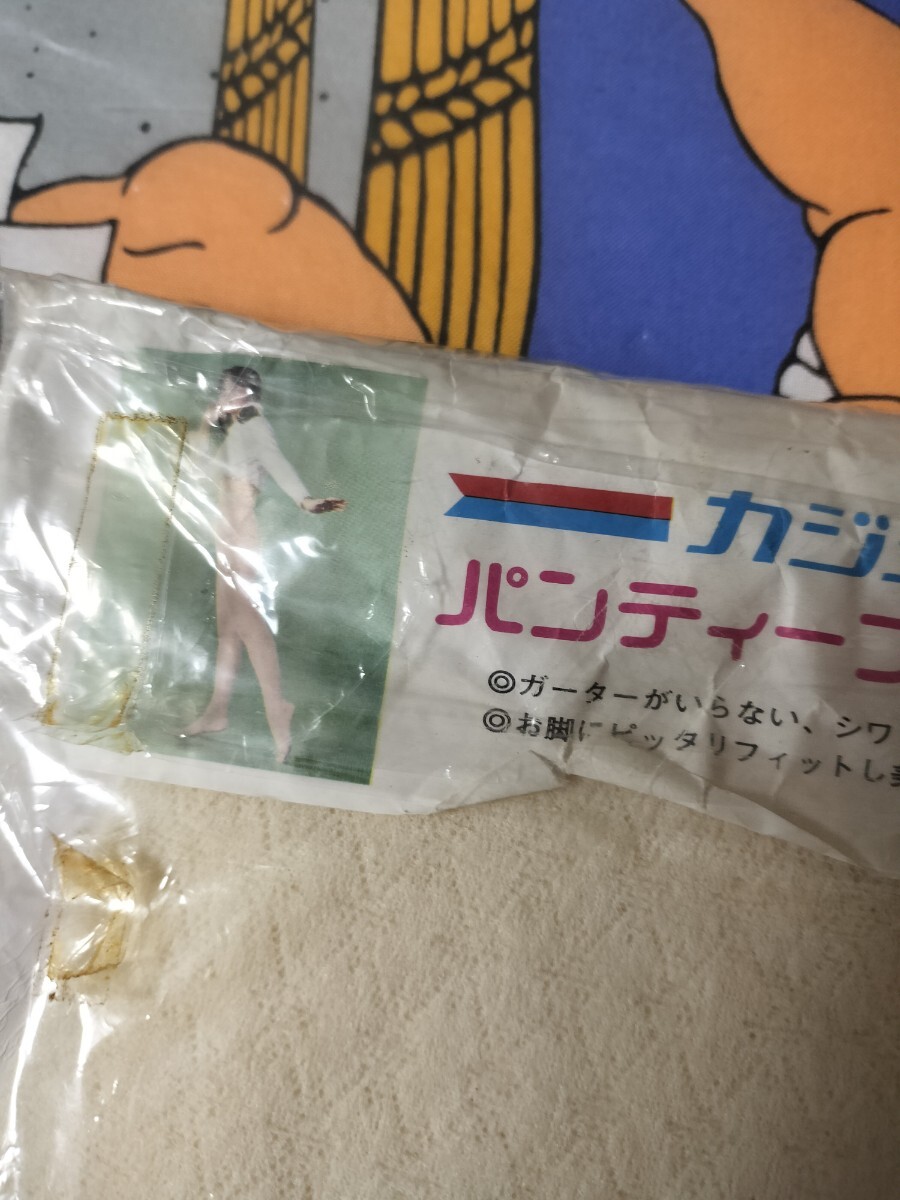 カジ
パンティー
◎ガーターがいらない、シワ
◎お脚にピッタリフィットし